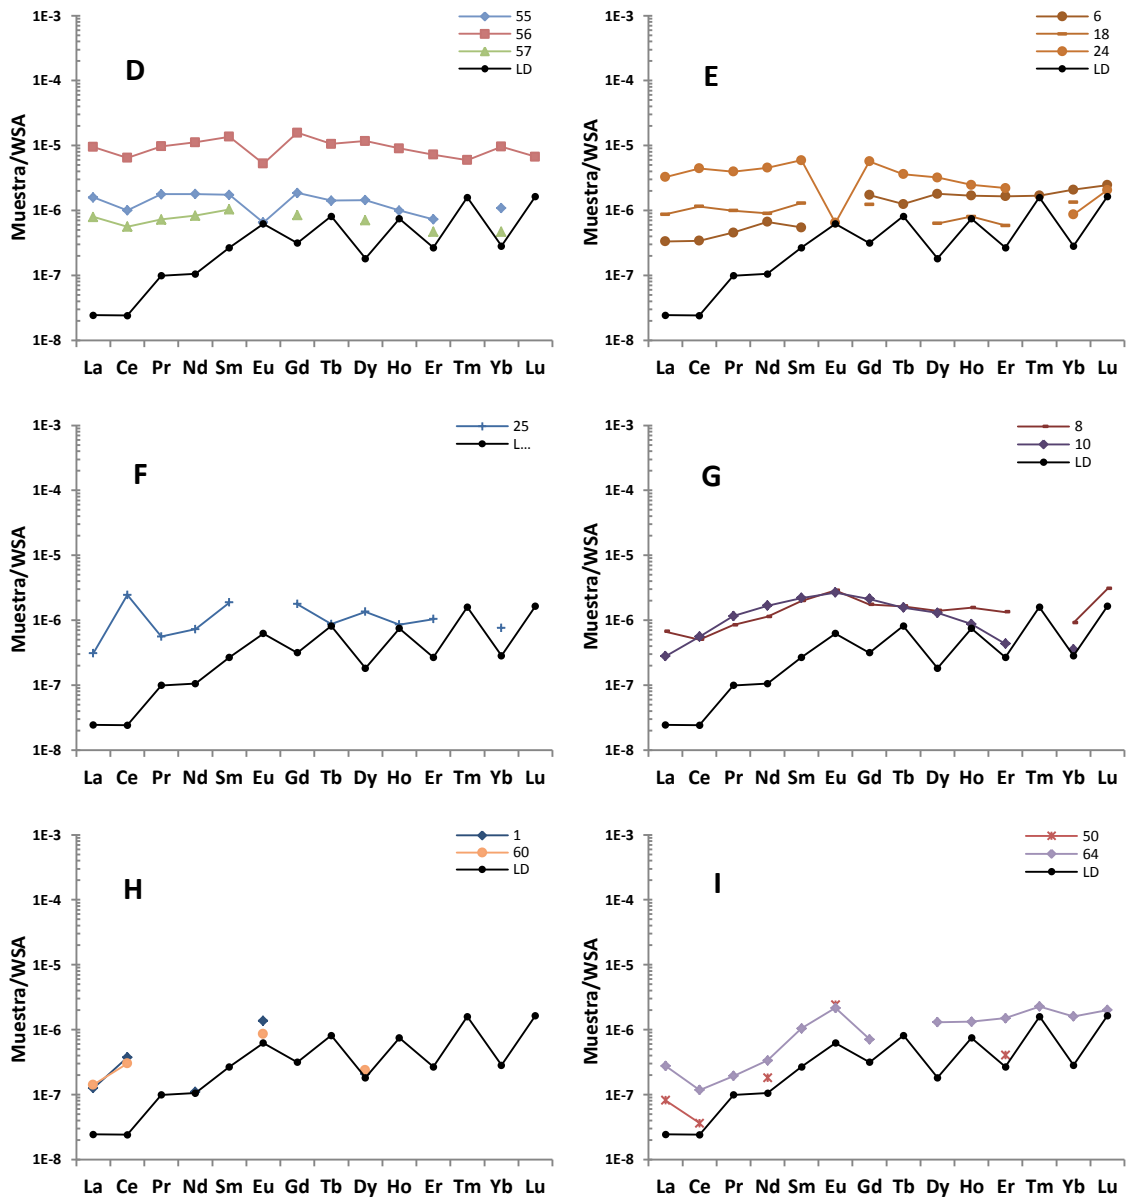 1E-3
1E-4
1E-5
1E-6
1E-7
1E-8
Muestra/WSA
D
55
56
57
LD
La Ce Pr Nd Sm Eu Gd Tb Dy Ho Er Tm Yb Lu
1E-3
1E-4
1E-5
1E-6
1E-7
1E-8
Muestra/WSA
E
6
18
24
LD
La Ce Pr Nd Sm Eu Gd Tb Dy Ho Er Tm Yb Lu
1E-3
1E-4
1E-5
1E-6
1E-7
1E-8
Muestra/WSA
F
25
L...
La Ce Pr Nd Sm Eu Gd Tb Dy Ho Er Tm Yb Lu
1E-3
1E-4
1E-5
1E-6
1E-7
1E-8
Muestra/WSA
G
8
10
LD
La Ce Pr Nd Sm Eu Gd Tb Dy Ho Er Tm Yb Lu
1E-3
1E-4
1E-5
1E-6
1E-7
1E-8
Muestra/WSA
H
1
60
LD
La Ce Pr Nd Sm Eu Gd Tb Dy Ho Er Tm Yb Lu
1E-3
1E-4
1E-5
1E-6
1E-7
1E-8
Muestra/WSA
I
50
64
LD
La Ce Pr Nd Sm Eu Gd Tb Dy Ho Er Tm Yb Lu